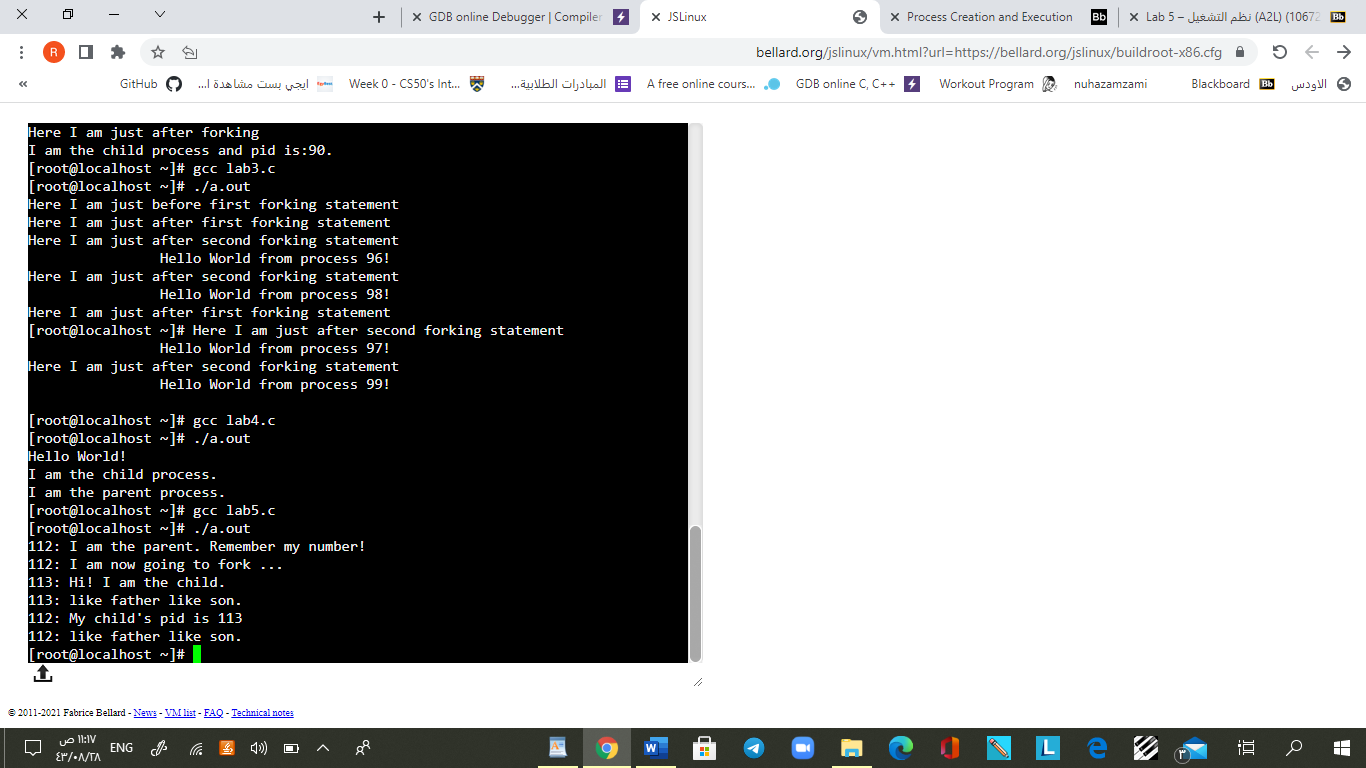 GDB online Debugger | Compiler
JSLinux
Process Creation and Execution
Bb
Lab 5 – نظم التشغيل (A2L) (10672
Bb
R
bellard.org/jslinux/vm.html?url=https://bellard.org/jslinux/buildroot-x86.cfg
«
GitHub
ايجي بست مشاهدة ا...
Week 0 - CS50's Int...
المبادرات الطلابية...
A free online cours...
GDB online C, C++
Workout Program
nuhazamzami
Blackboard
Bb
الاودس
Here I am just after forking
I am the child process and pid is:90.
[root@localhost ~]# gcc lab3.c
[root@localhost ~]# ./a.out
Here I am just before first forking statement
Here I am just after first forking statement
Here I am just after second forking statement
Hello World from process 96!
Here I am just after second forking statement
Hello World from process 98!
Here I am just after first forking statement
[root@localhost ~]# Here I am just after second forking statement
Hello World from process 97!
Here I am just after second forking statement
Hello World from process 99!
[root@localhost ~]# gcc lab4.c
[root@localhost ~]# ./a.out
Hello World!
I am the child process.
I am the parent process.
[root@localhost ~]# gcc lab5.c
[root@localhost ~]# ./a.out
112: I am the parent. Remember my number!
112: I am now going to fork ...
113: Hi! I am the child.
113: like father like son.
112: My child's pid is 113
112: like father like son.
[root@localhost ~]#
© 2011-2021 Fabrice Bellard - News - VM list - FAQ - Technical notes
١١:١٧ ص
٤٣/٠٨/٢٨
ENG
W
L
٣